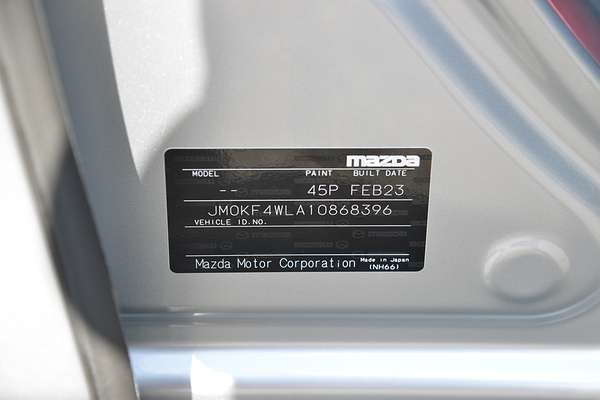 mazda
MODEL PAINT BUILT DATE
-- 45P FEB23
JM0KF4WLA10868396
VEHICLE ID.NO.
Mazda Motor Corporation Made in Japan
(NH66)